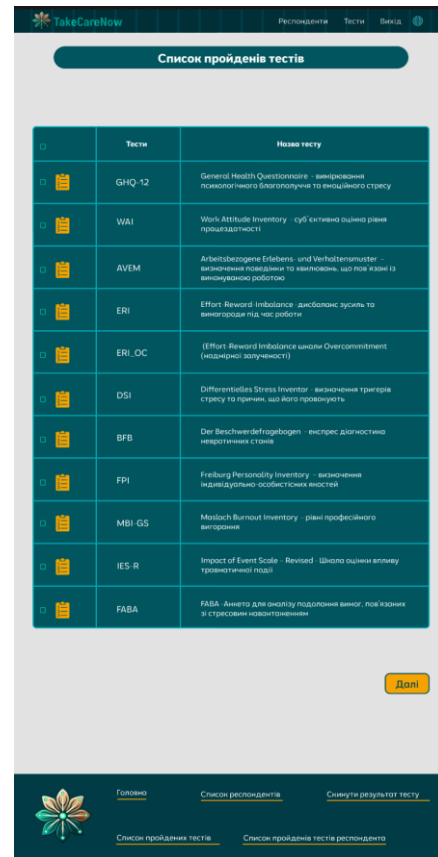 TakeCareNow Респонденти Тести Вихід
Список пройденів тестів
Тести Назва тесту
GHQ-12 General Health Questionnaire - вимірювання
психологічного благополуччя та емоційного стресу
WAI Work Attitude Inventory - суб'єктивна оцінка рівня
працездатності
AVEM Arbeitsbezogene Erlebens- und Verhaltensmuster -
визначення поведінки та хвилювань, що пов'язані із
виконуваною роботою
ERI Effort-Reward-Imbalance -дисбаланс зусиль та
винагороди під час роботи
ERI_OC (Effort-Reward Imbalance шкали Overcommitment
(надмірної залученості)
DSI Differentielles Stress Inventar - визначення тригерів
стресу та причин, що його провокують
BFB Der Beschwerdefragebogen - експрес діагностика
невротичних станів
FPI Freiburg Personality Inventory - визначення
індивідуально-особистісних якостей
MBI-GS Maslach Burnout Inventory - рівні професійного
вигорання
IES-R Impact of Event Scale - Revised - Шкала оцінки впливу
травматичної події
FABA FABA -Анкета для аналізу подолання вимог, пов'язаних
зі стресовим навантаженням
Далі
Головна Список респондентів Скинути результат тесту
Список пройдених тестів Список пройденів тестів респондента